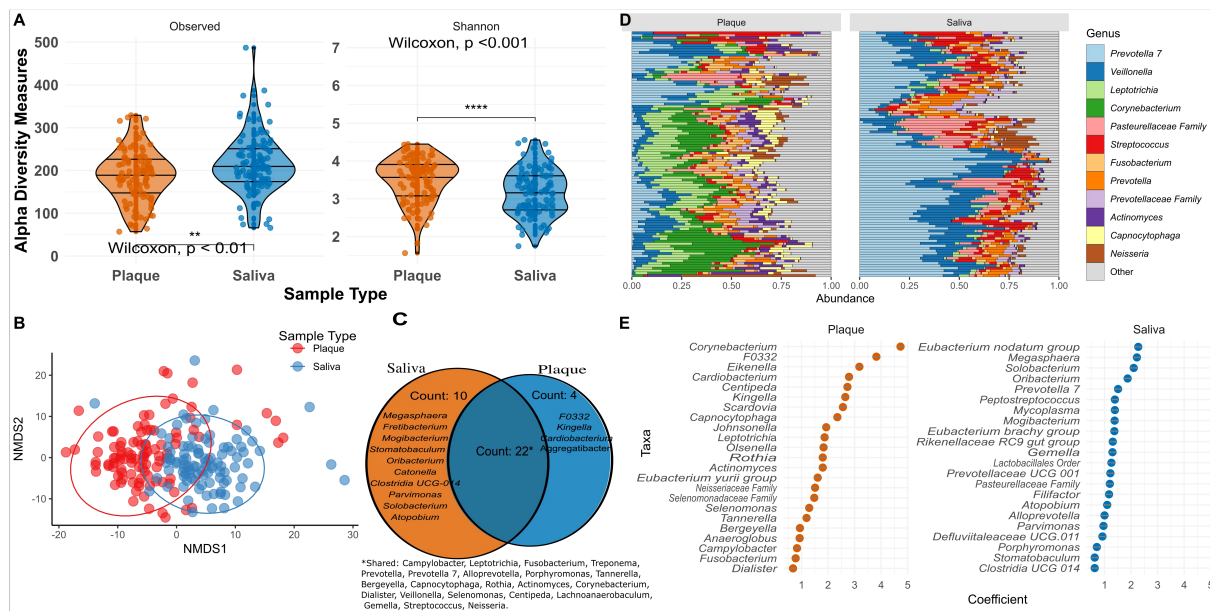 A
Observed
Shannon
Alpha Diversity Measures
500
400
300
200
100
0
**
Wilcoxon, p < 0.01
Plaque
Saliva
7
6
5
4
3
2
Wilcoxon, p <0.001
****
Plaque
Saliva
Sample Type
B
Sample Type
Plaque
Saliva
NMDS2
20
10
0
-10
-20
-10
0
10
20
30
NMDS1
C
Saliva
Plaque
Count: 10
Megasphaera
Fretibacterium
Mogibacterium
Stomatobaculum
Oribacterium
Catonella
Clostridia UCG-014
Parvimonas
Solobacterium
Atopobium
Count: 22*
Count: 4
F0332
Kingella
Cardiobacterium
Aggregatibacter
*Shared: Campylobacter, Leptotrichia, Fusobacterium, Treponema,
Prevotella, Prevotella 7, Alloprevotella, Porphyromonas, Tannerella,
Bergeyella, Capnocytophaga, Rothia, Actinomyces, Corynebacterium,
Dialister, Veillonella, Selenomonas, Centipeda, Lachnoanaerobaculum,
Gemella, Streptococcus, Neisseria.
D
Plaque
Saliva
0.00
0.25
0.50
0.75
1.00
0.00
0.25
0.50
0.75
1.00
Abundance
Genus
Prevotella 7
Veillonella
Leptotrichia
Corynebacterium
Pasteurellaceae Family
Streptococcus
Fusobacterium
Prevotella
Prevotellaceae Family
Actinomyces
Capnocytophaga
Neisseria
Other
E
Plaque
Saliva
Taxa
Corynebacterium
F0332
Eikenella
Cardiobacterium
Centipeda
Kingella
Scardovia
Capnocytophaga
Johnsonella
Leptotrichia
Olsenella
Rothia
Actinomyces
Eubacterium yurii group
Neisseriaceae Family
Selenomonadaceae Family
Selenomonas
Tannerella
Bergeyella
Anaeroglobus
Campylobacter
Fusobacterium
Dialister
1
2
3
4
5
Eubacterium nodatum group
Megasphaera
Solobacterium
Oribacterium
Prevotella 7
Peptostreptococcus
Mycoplasma
Mogibacterium
Eubacterium brachy group
Rikenellaceae RC9 gut group
Gemella
Lactobacillales Order
Prevotellaceae UCG 001
Pasteurellaceae Family
Filifactor
Atopobium
Alloprevotella
Parvimonas
Defluviitaleaceae UCG.011
Porphyromonas
Stomatobaculum
Clostridia UCG 014
1
2
3
4
5
Coefficient